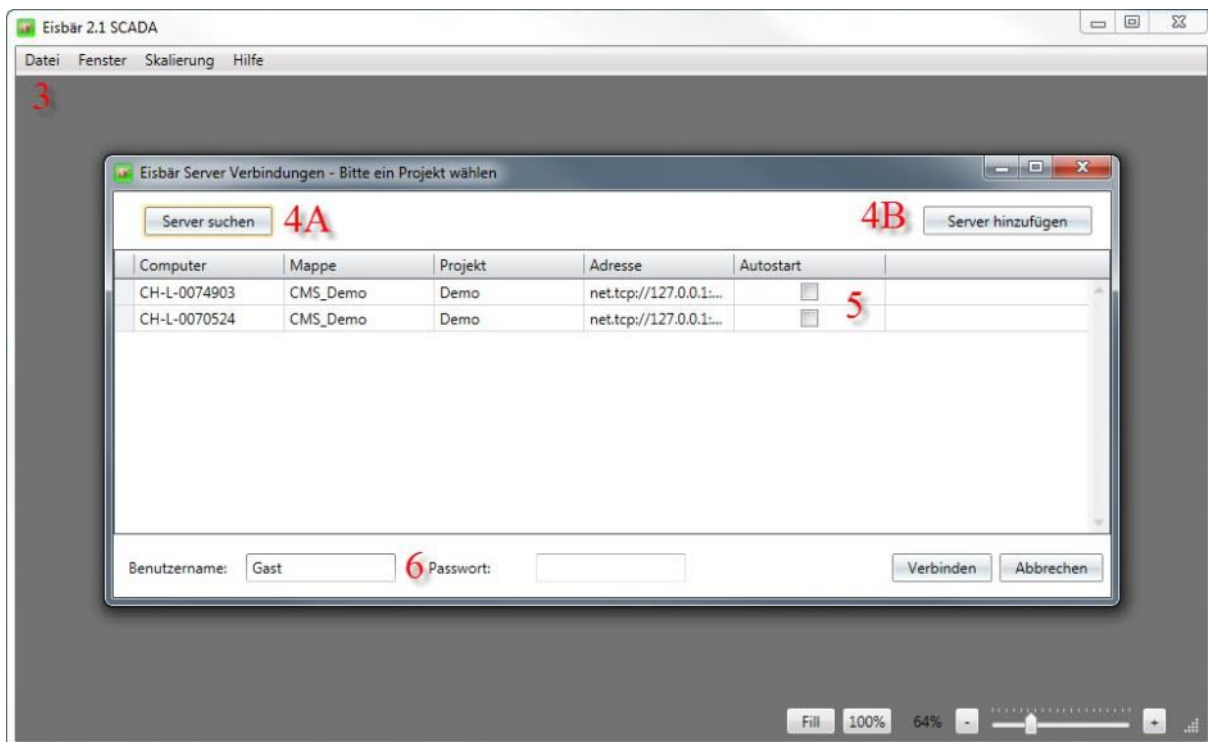 Eisbär 2.1 SCADA
Datei Fenster Skalierung Hilfe
3
Eisbär Server Verbindungen - Bitte ein Projekt wählen
Server suchen 4A 4B Server hinzufügen
Computer Mappe Projekt Adresse Autostart
CH-L-0074903 CMS_Demo Demo net.tcp://127.0.0.1:...
5
CH-L-0070524 CMS_Demo Demo net.tcp://127.0.0.1:...
Benutzername: Gast 6 Passwort: Verbinden Abbrechen
Fill 100% 64% - +